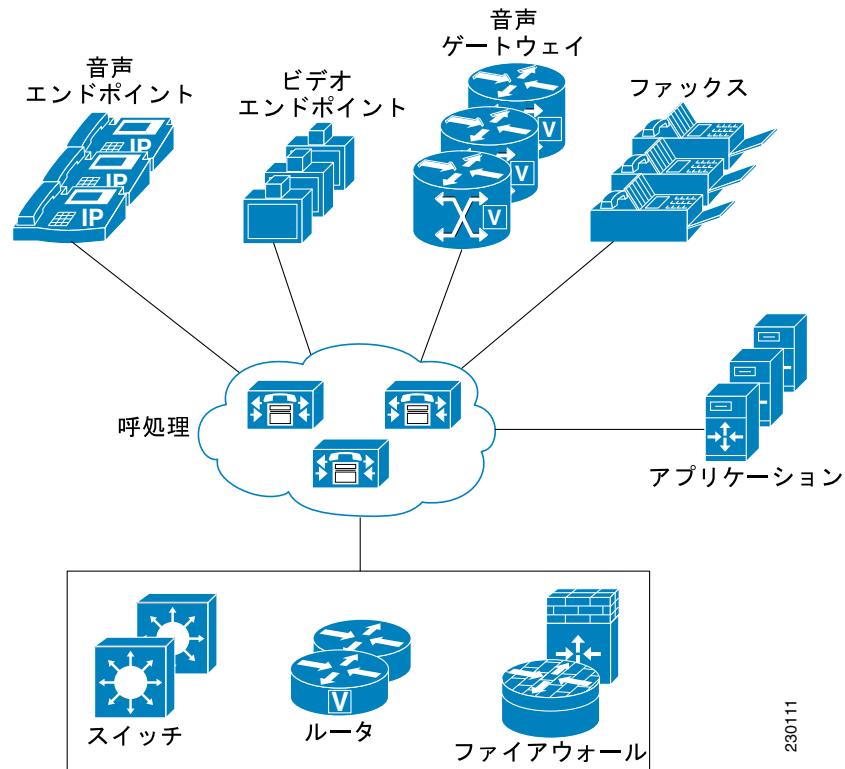 音声
エンドポイント
ビデオ
エンドポイント
音声
ゲートウェイ
ファックス
IP
IP
IP
V
V
V
呼処理
アプリケーション
V
スイッチ
ルータ
ファイアウォール
230111